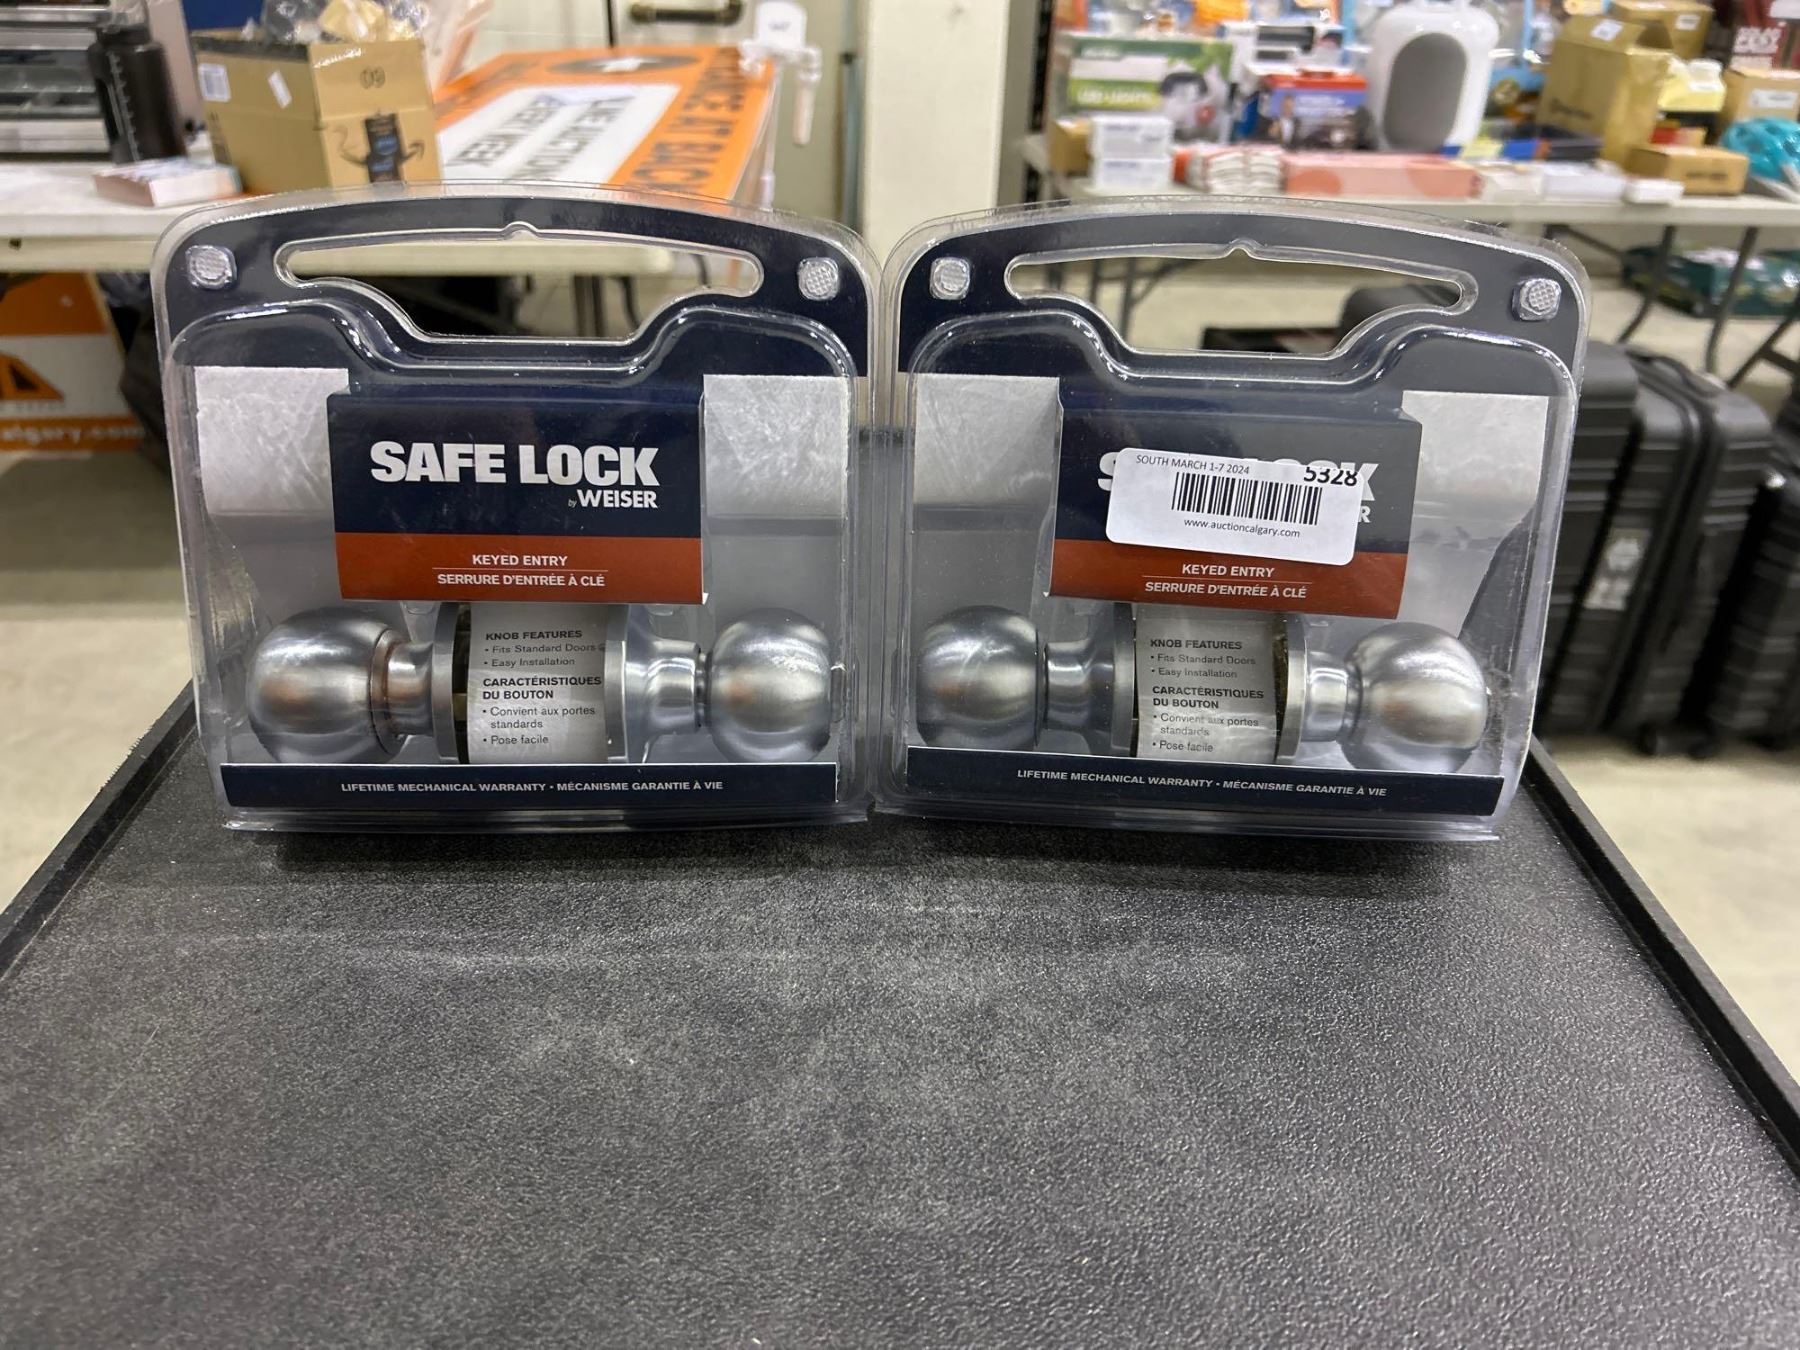 SAFE LOCK
by WEISER
KEYED ENTRY
SERRURE D'ENTRÉE À CLÉ
KNOB FEATURES
• Fits Standard Doors
• Easy Installation
CARACTÉRISTIQUES
DU BOUTON
• Convient aux portes
standards
• Pose facile
LIFETIME MECHANICAL WARRANTY • MÉCANISME GARANTIE À VIE
SOUTH MARCH 1-7 2024
5328
www.auctioncalgary.com
KEYED ENTRY
SERRURE D'ENTRÉE À CLÉ
KNOB FEATURES
• Fits Standard Doors
• Easy Installation
CARACTÉRISTIQUES
DU BOUTON
• Convient aux portes
standards
• Pose facile
LIFETIME MECHANICAL WARRANTY • MÉCANISME GARANTIE À VIE